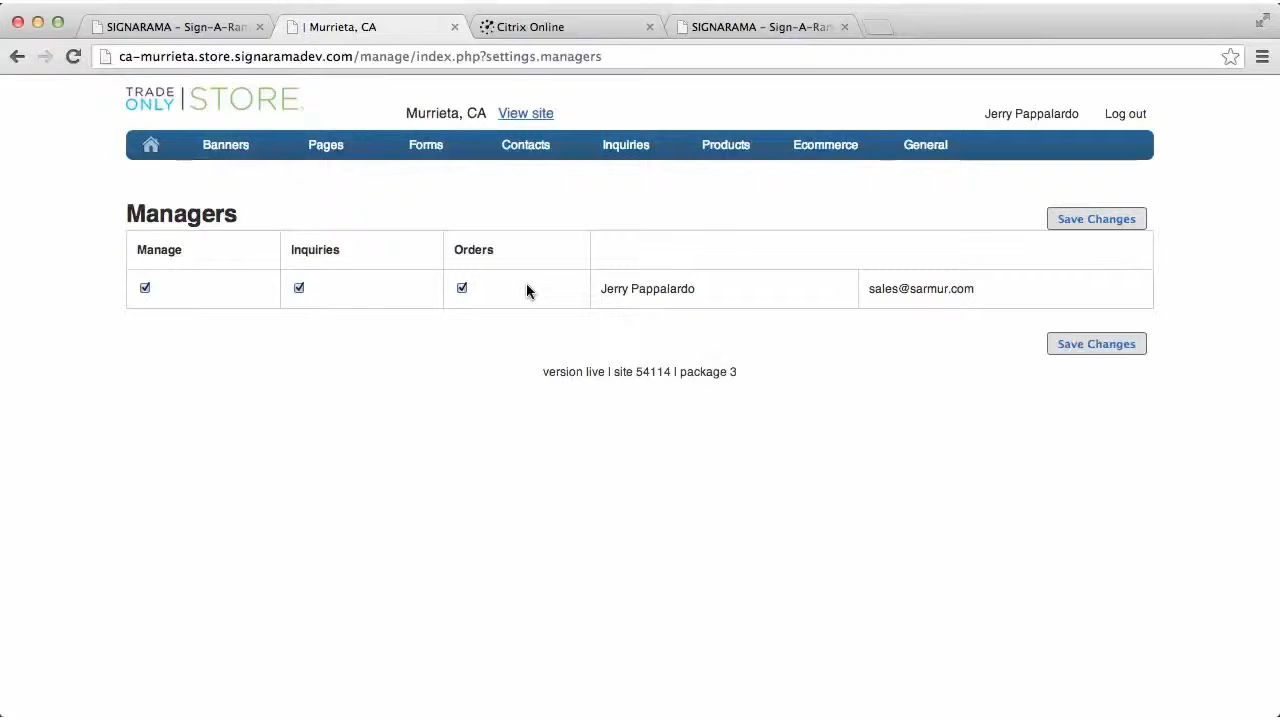 SIGNARAMA – Sign-A-Ran
| Murrieta, CA
Citrix Online
SIGNARAMA – Sign-A-Ran
ca-murrieta.store.signaramadev.com/manage/index.php?settings.managers
TRADE ONLY | STORE
Murrieta, CA View site
Jerry Pappalardo Log out
Banners Pages Forms Contacts Inquiries Products Ecommerce General
Managers
Save Changes
Manage Inquiries Orders
Jerry Pappalardo sales@sarmur.com
Save Changes
version live | site 54114 | package 3